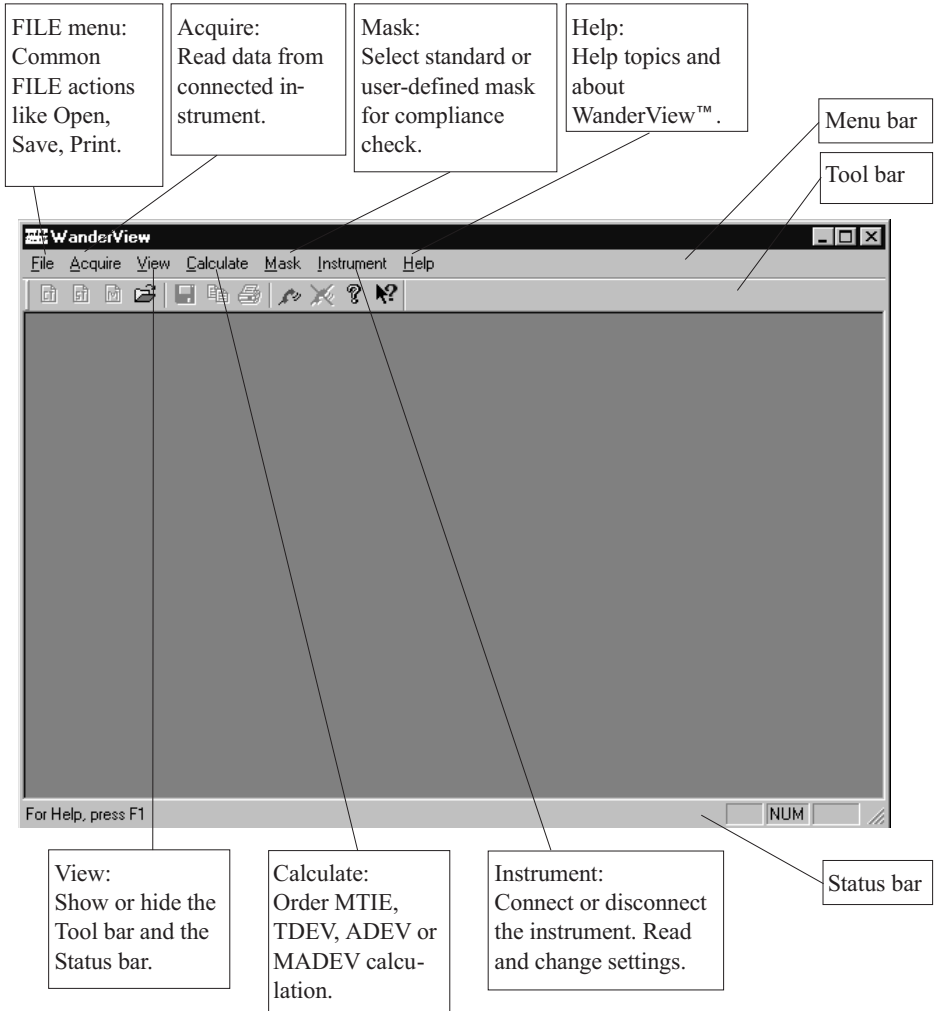 FILE menu:
Common
FILE actions
like Open,
Save, Print.
Acquire:
Read data from
connected in-
strument.
Mask:
Select standard or
user-defined mask
for compliance
check.
Help:
Help topics and
about
WanderView™.
Menu bar
Tool bar
WanderView
File Acquire View Calculate Mask Instrument Help
For Help, press F1
NUM
View:
Show or hide the
Tool bar and the
Status bar.
Calculate:
Order MTIE,
TDEV, ADEV or
MADEV calcu-
lation.
Instrument:
Connect or disconnect
the instrument. Read
and change settings.
Status bar